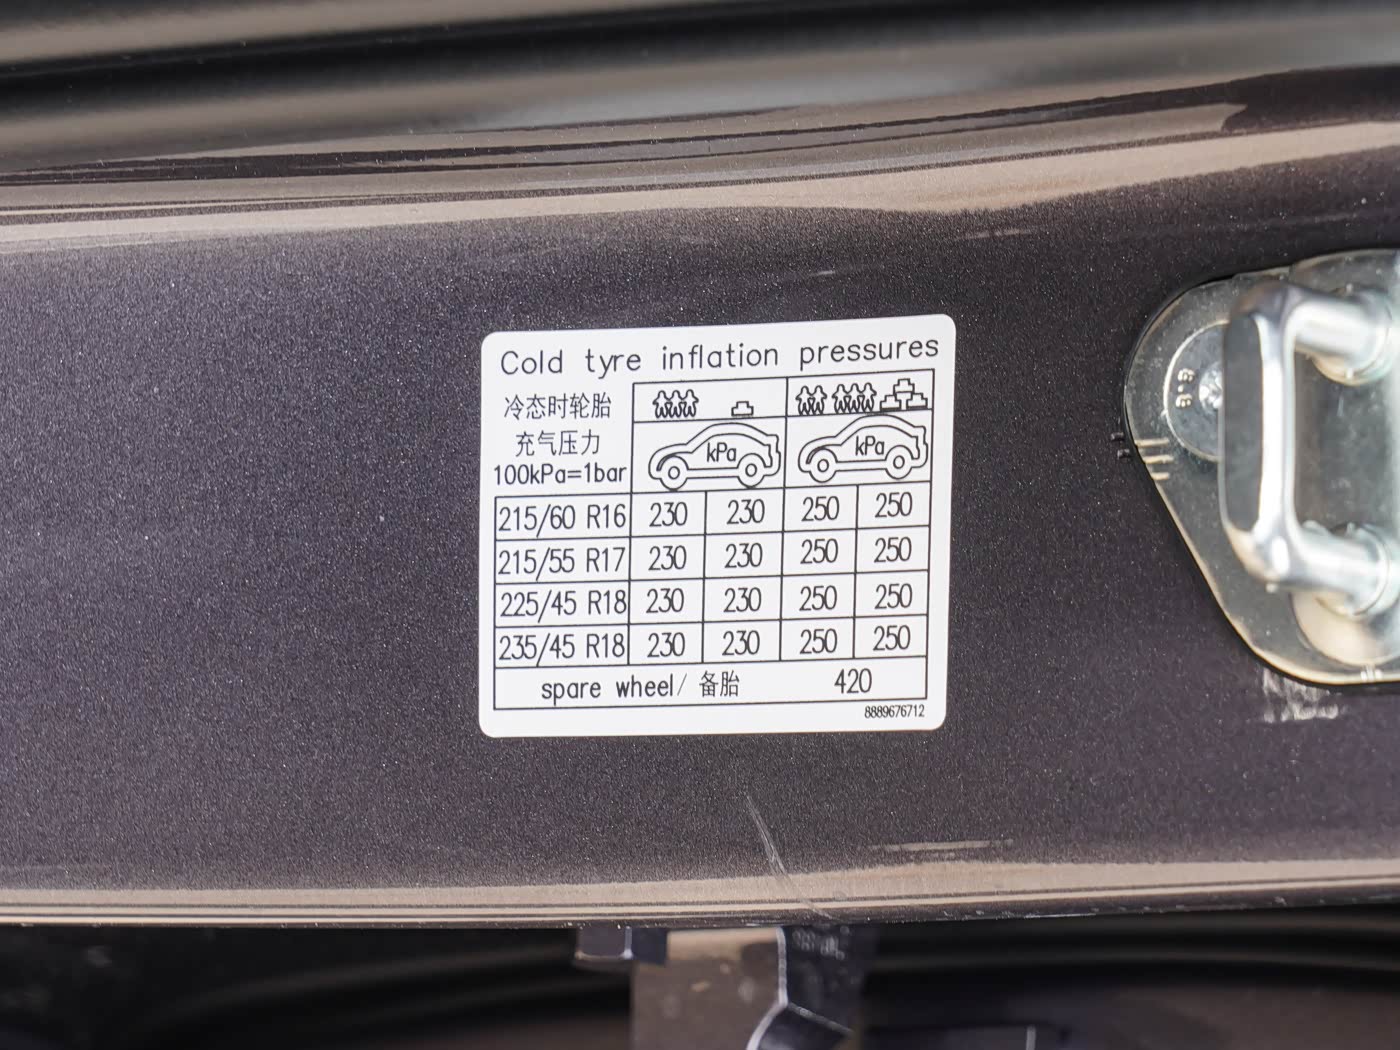 Cold tyre inflation pressures
冷态时轮胎
充气压力
100kPa=1bar
kPa kPa
215/60 R16 230 230 250 250
215/55 R17 230 230 250 250
225/45 R18 230 230 250 250
235/45 R18 230 230 250 250
spare wheel/ 备胎 420
8889676712
8.8